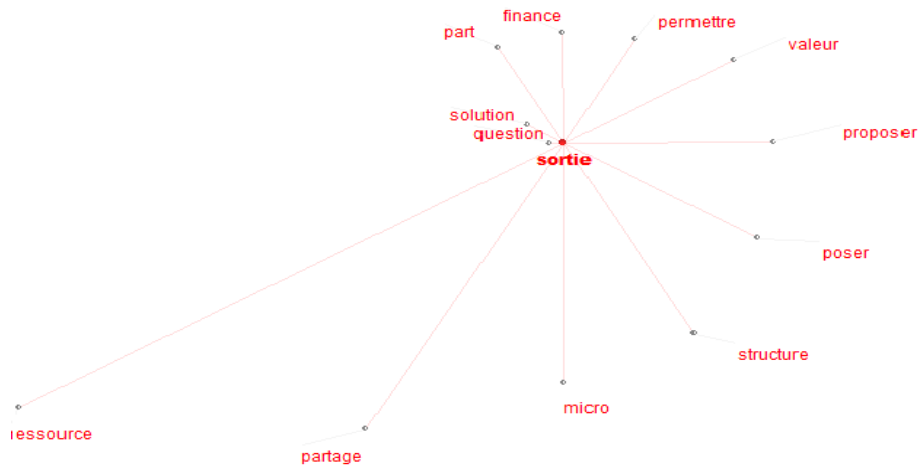 finance
permettre
part
valeur
solution
question
proposer
sortie
poser
structure
micro
ressource
partage